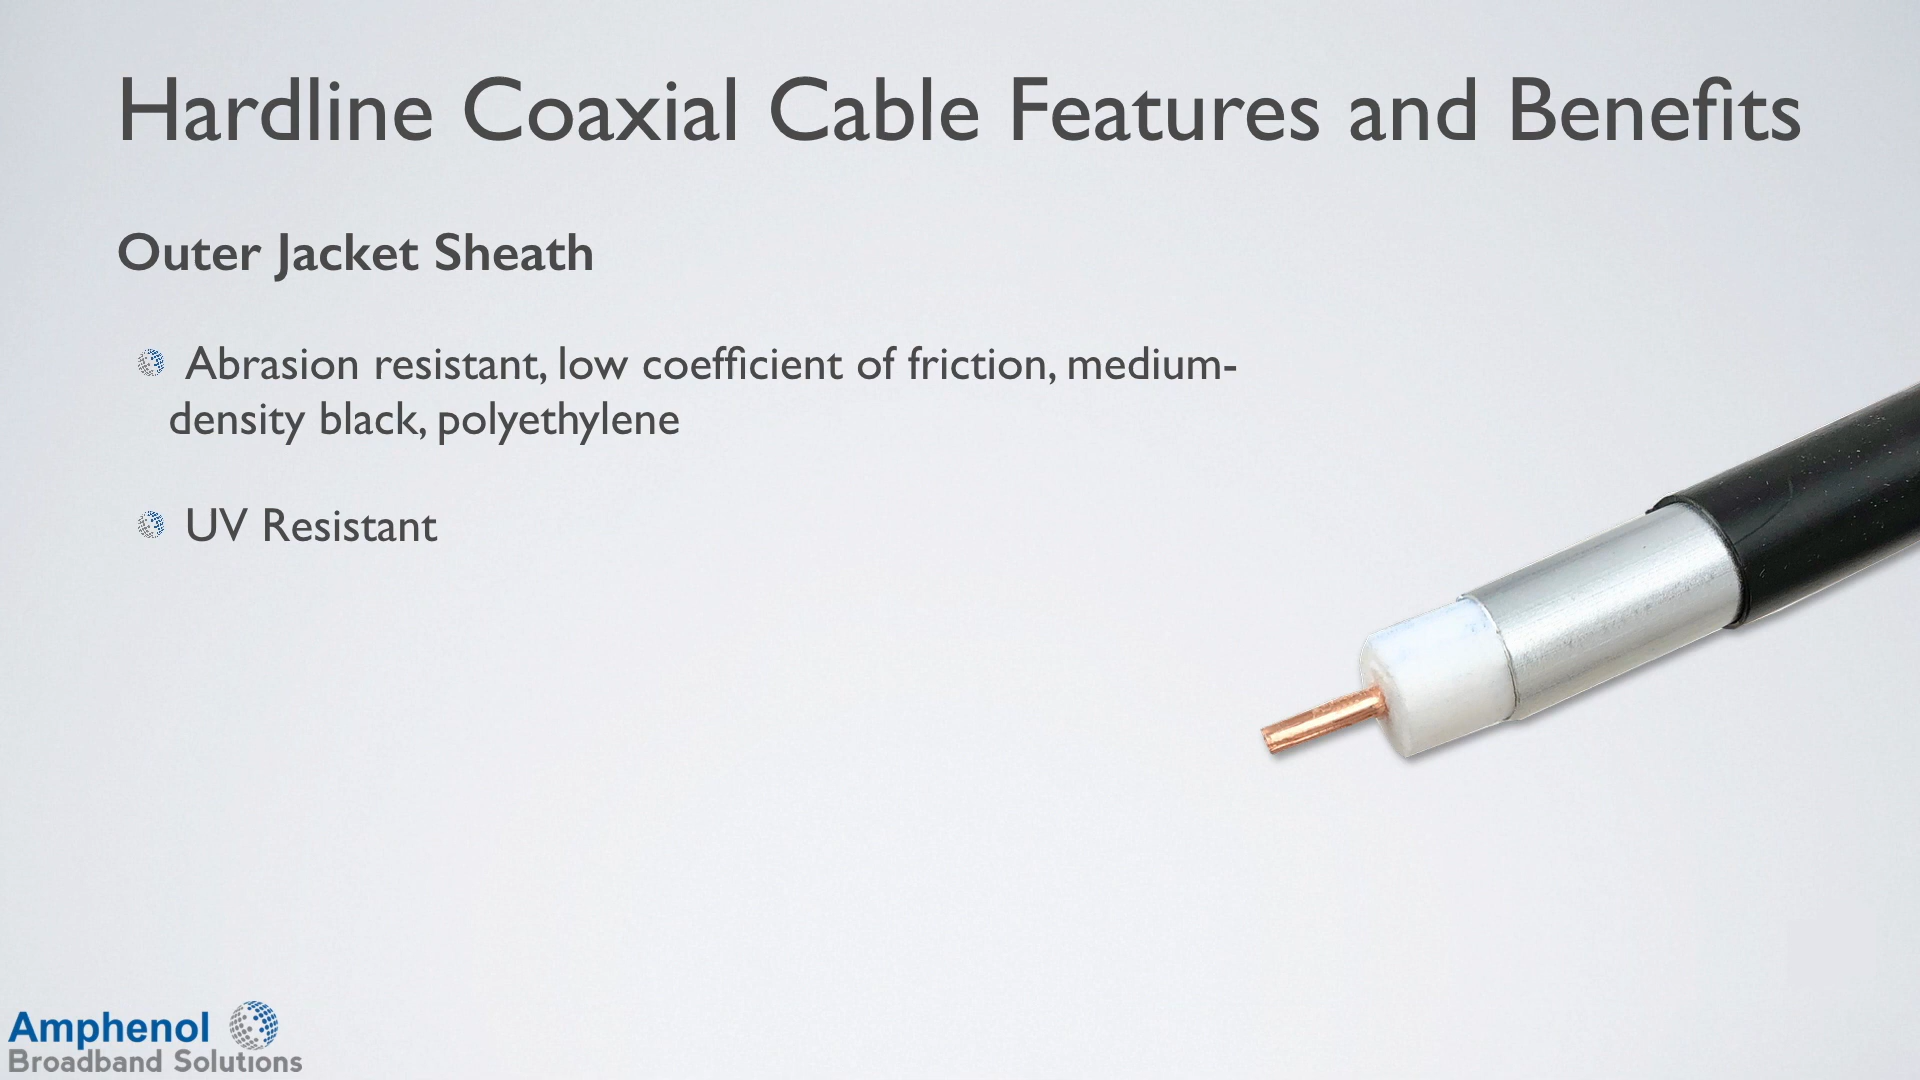 Hardline Coaxial Cable Features and Benefits
Outer Jacket Sheath
Abrasion resistant, low coefficient of friction, medium-
density black, polyethylene
UV Resistant
Amphenol
Broadband Solutions